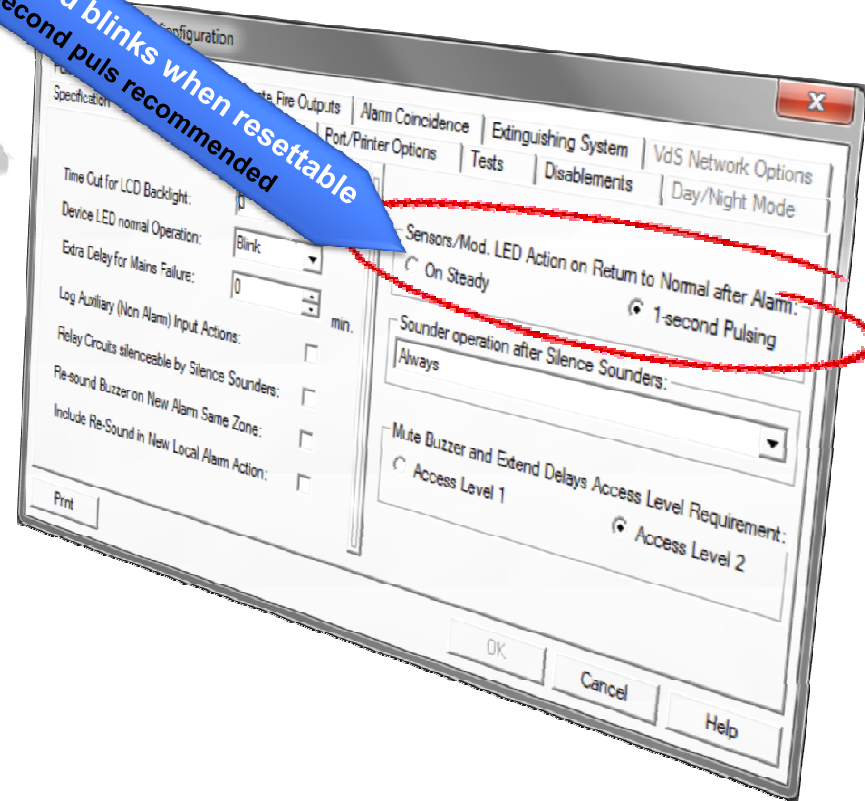 blinks when resettable
econd puls recommended
nfiguration
te Fire Outputs
Alarm Coincidence
Extinguishing System
VdS Network Options
Specification
Port/Printer Options
Tests
Disablements
Day/Night Mode
Time Out for LCD Backlight:
Device LED normal Operation:
Blink
Extra Delay for Mains Failure:
0
min.
Log Auxiliary (Non Alarm) Input Actions:
Relay Circuits silenceable by Silence Sounders:
Re-sound Buzzer on New Alarm Same Zone:
Include Re-Sound in New Local Alarm Action:
Sensors/Mod. LED Action on Return to Normal after Alarm:
On Steady
1-second Pulsing
Sounder operation after Silence Sounders:
Always
Mute Buzzer and Extend Delays Access Level Requirement:
Access Level 1
Access Level 2
Print
OK
Cancel
Help